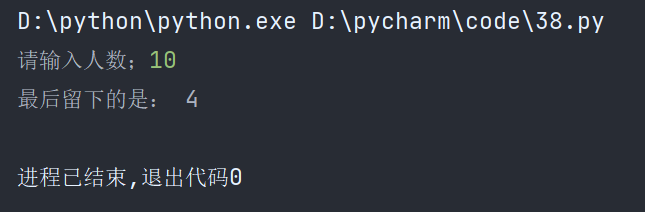 D:\python\python.exe D:\pycharm\code\38.py
请输入人数；10
最后留下的是： 4
进程已结束,退出代码0